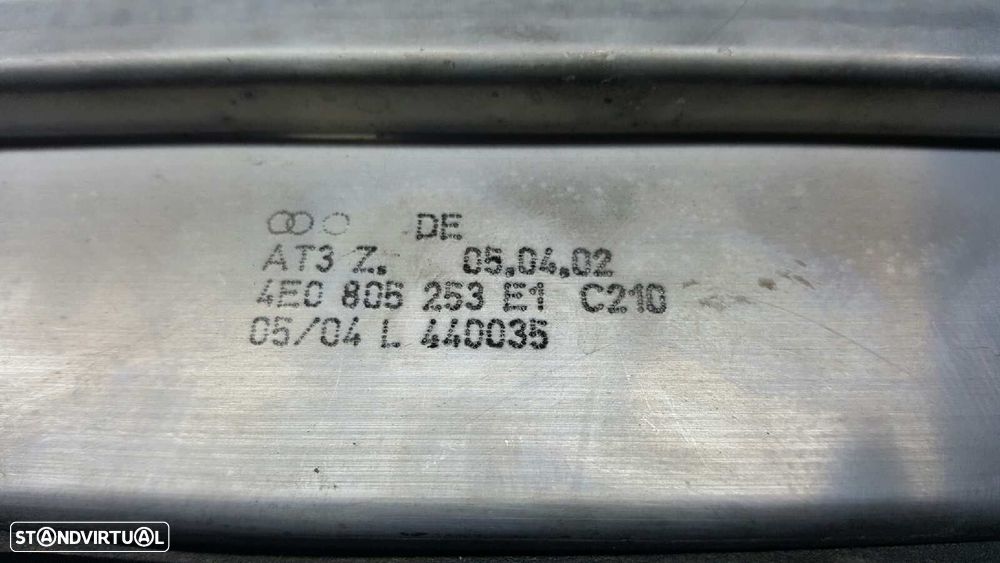 DE
AT3 Z. 05.04.02
4E0 805 253 E1 C210
05/04 L 440035
STANDVIRTUAL